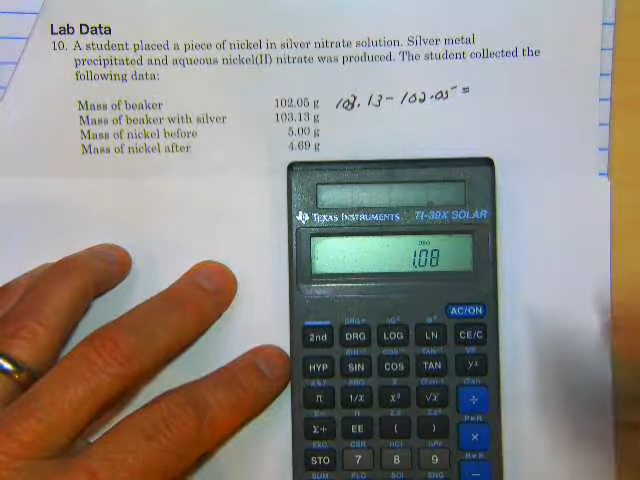 Lab Data
10. A student placed a piece of nickel in silver nitrate solution. Silver metal
precipitated and aqueous nickel(II) nitrate was produced. The student collected the
following data:
Mass of beaker 102.05 g 103.13 - 102.05 =
Mass of beaker with silver 103.13 g
Mass of nickel before 5.00 g
Mass of nickel after 4.69 g
TEXAS INSTRUMENTS TI-36X SOLAR
DEG
1.08
AC/ON
2nd DRG LOG LN CE/C
HYP SIN COS TAN yx
π 1/x x² √x ÷
Σ+ EE ( ) ×
STO 7 8 9 −